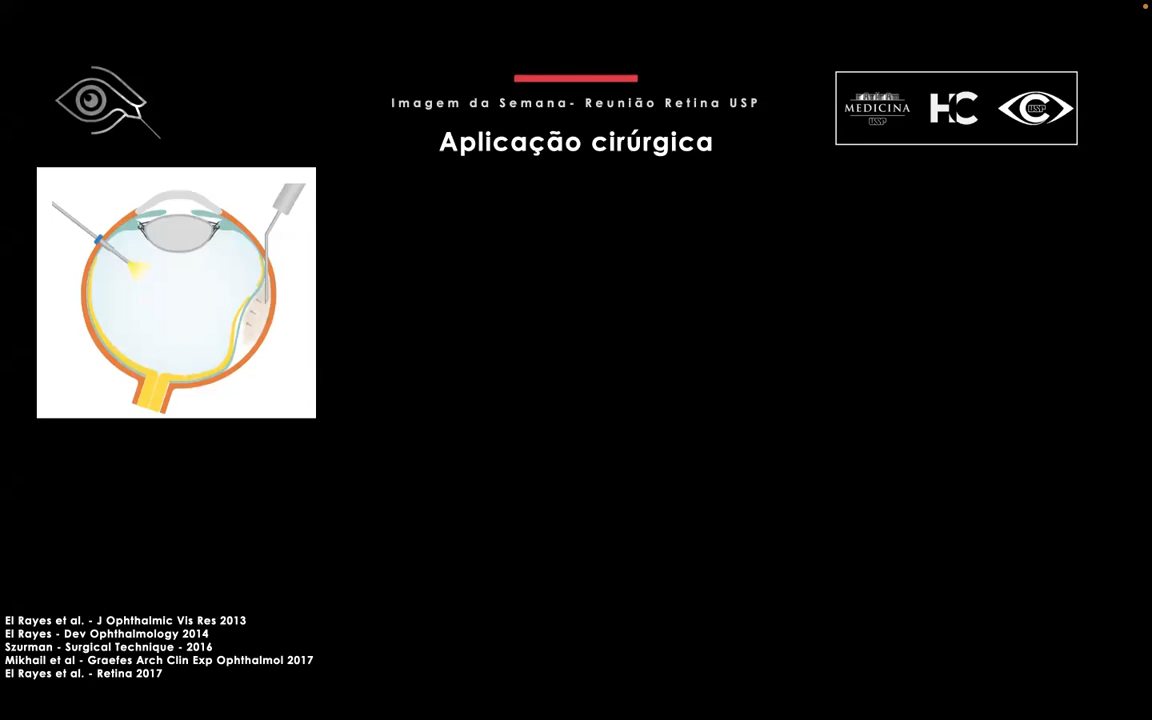 Imagem da Semana- Reunião Retina USP
Aplicação cirúrgica
MEDICINA
USP
HC
C
USP
El Rayes et al. - J Ophthalmic Vis Res 2013
El Rayes - Dev Ophthalmology 2014
Szurman - Surgical Technique - 2016
Mikhail et al - Graefes Arch Clin Exp Ophthalmol 2017
El Rayes et al. - Retina 2017